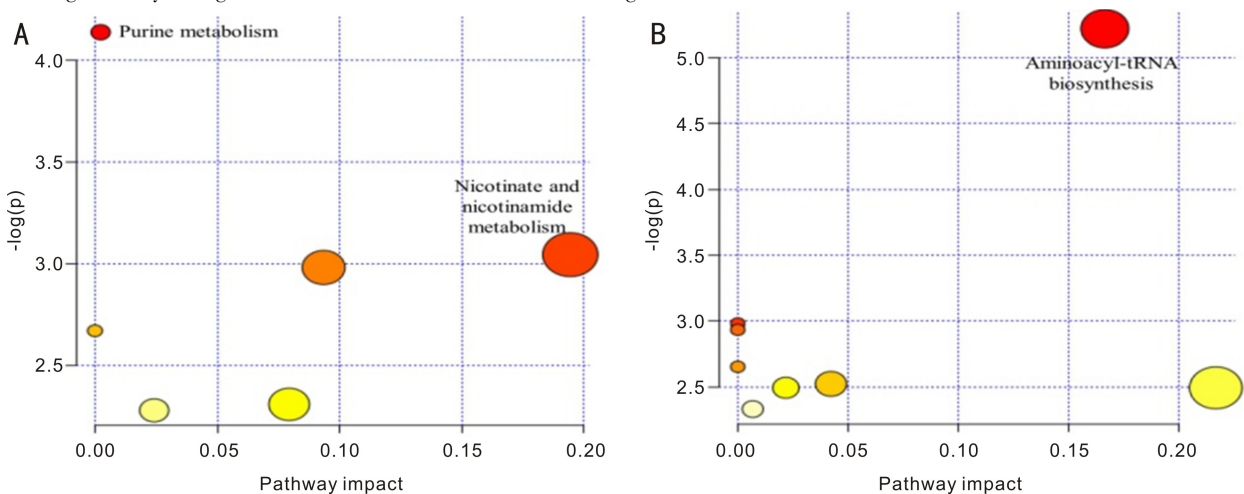 A
Purine metabolism
4.0
3.5
3.0
2.5
-log(p)
Nicotinate and
nicotinamide
metabolism
0.00 0.05 0.10 0.15 0.20
Pathway impact
B
5.0
4.5
4.0
3.5
3.0
2.5
-log(p)
Aminoacyl-tRNA
biosynthesis
0.00 0.05 0.10 0.15 0.20
Pathway impact